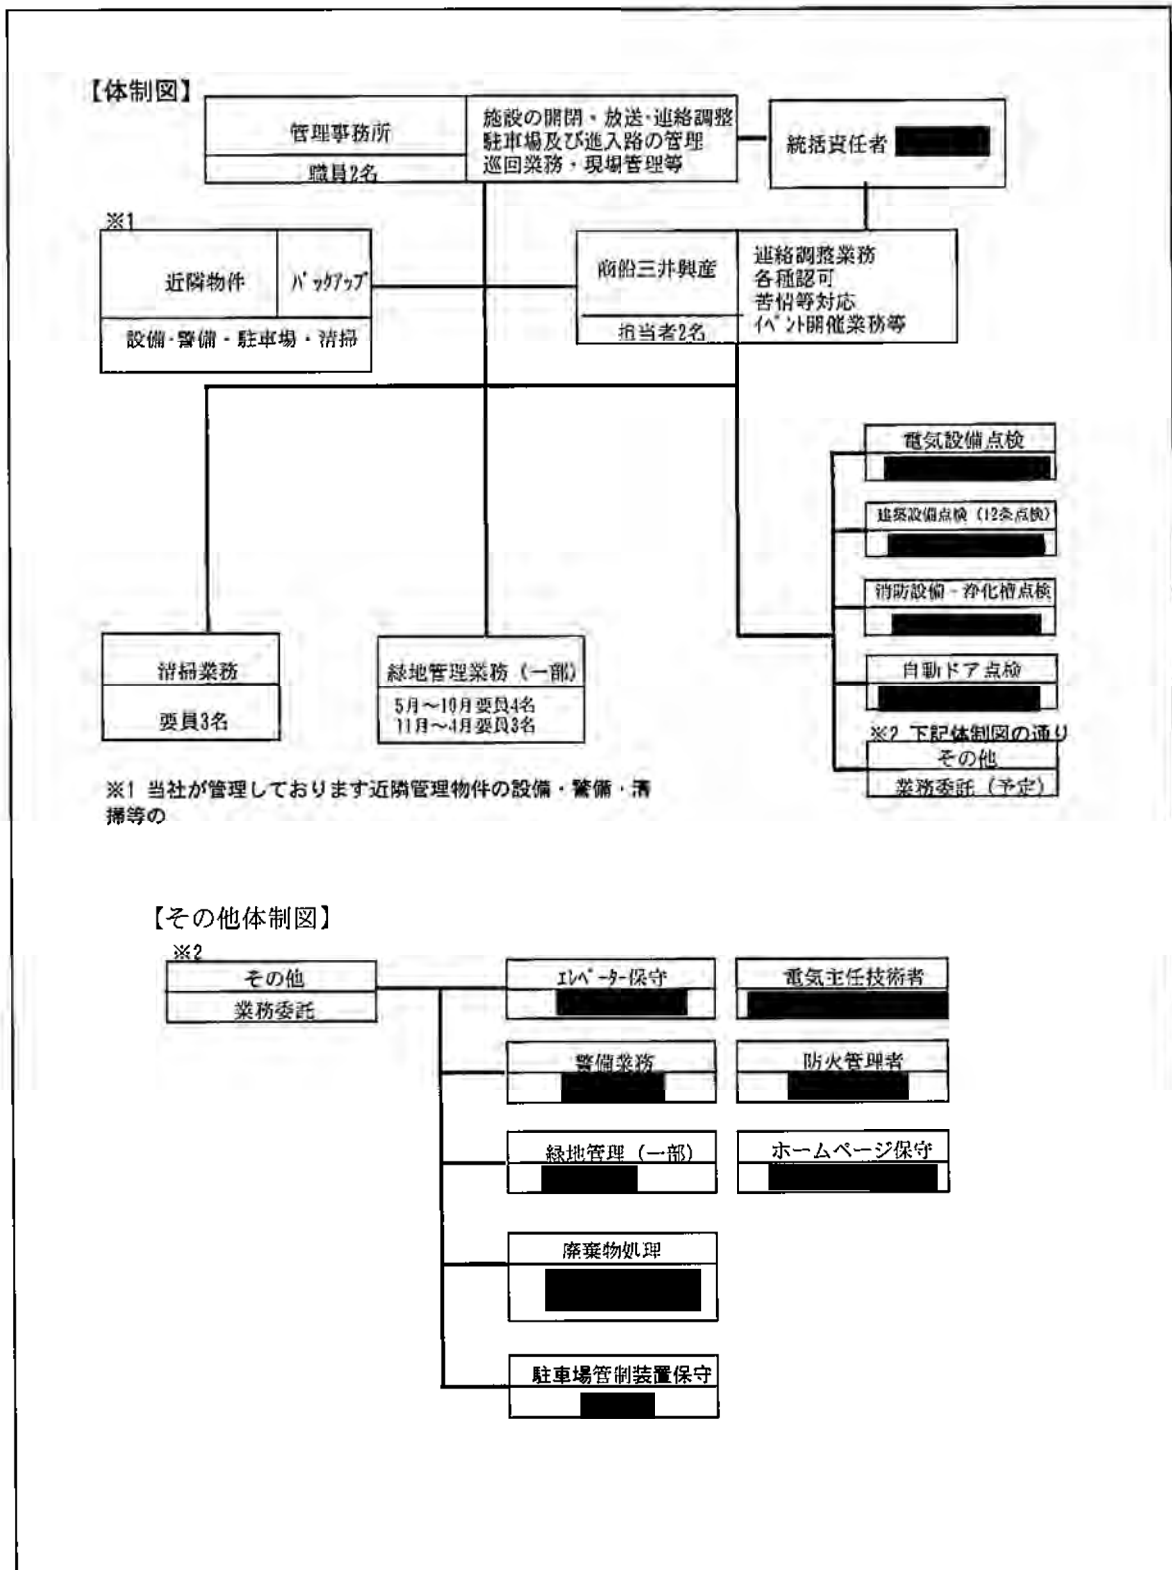 【体制図】
管理事務所
職員2名
施設の開閉・放送・連絡調整
駐車場及び進入路の管理
巡回業務・現場管理等
統括責任者
※1
近隣物件
ﾊﾞｯｸｱｯﾌﾟ
設備・警備・駐車場・清掃
商船三井興産
担当者2名
連絡調整業務
各種認可
苦情等対応
ｲﾍﾞﾝﾄ開催業務等
電気設備点検
建築設備点検（12条点検）
消防設備・浄化槽点検
自動ドア点検
※2 下記体制図の通り
その他
業務委託（予定）
清掃業務
要員3名
緑地管理業務（一部）
5月～10月要員4名
11月～4月要員3名
※1 当社が管理しております近隣管理物件の設備・警備・清
掃等の
【その他体制図】
※2
その他
業務委託
ｴﾚﾍﾞｰﾀｰ保守
電気主任技術者
警備業務
防火管理者
緑地管理（一部）
ホームページ保守
廃棄物処理
駐車場管制装置保守